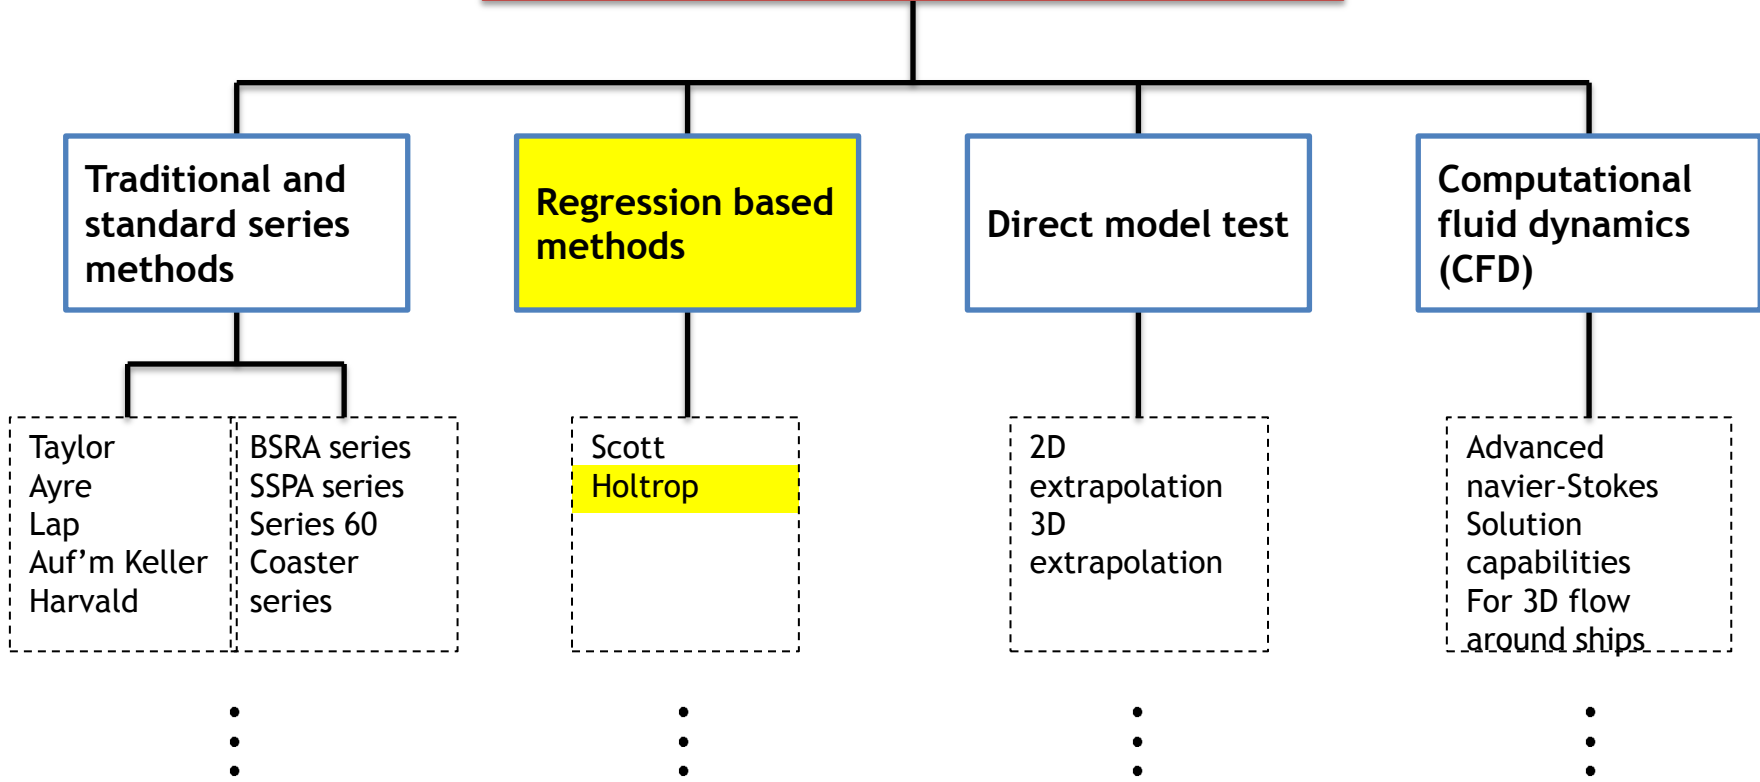 Traditional and
standard series
methods
Regression based
methods
Direct model test
Computational
fluid dynamics
(CFD)
Taylor
Ayre
Lap
Auf’m Keller
Harvald
BSRA series
SSPA series
Series 60
Coaster
series
Scott
Holtrop
2D
extrapolation
3D
extrapolation
Advanced
navier-Stokes
Solution
capabilities
For 3D flow
around ships